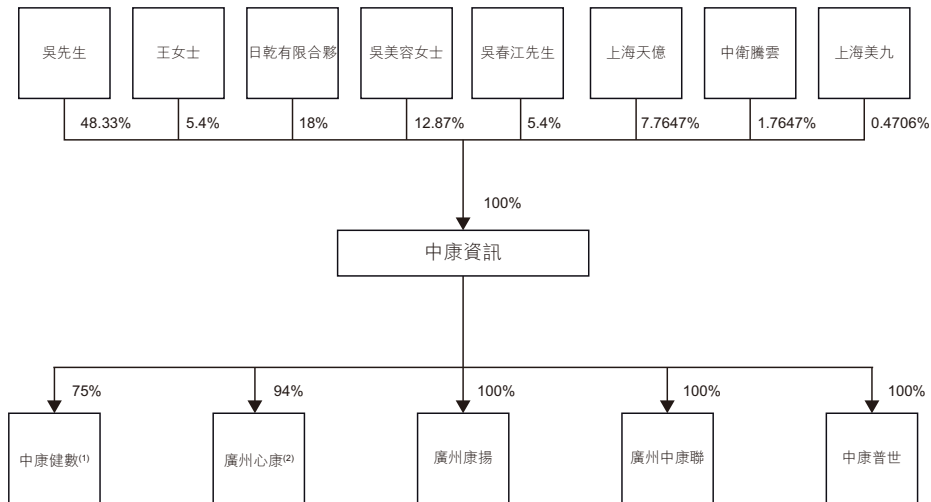 吳先生
王女士
日乾有限合夥
吳美容女士
吳春江先生
上海天億
中衛騰雲
上海美九
48.33%
5.4%
18%
12.87%
5.4%
7.7647%
1.7647%
0.4706%
100%
中康資訊
75%
94%
100%
100%
100%
中康健數(1)
廣州心康(2)
廣州康揚
廣州中康聯
中康普世